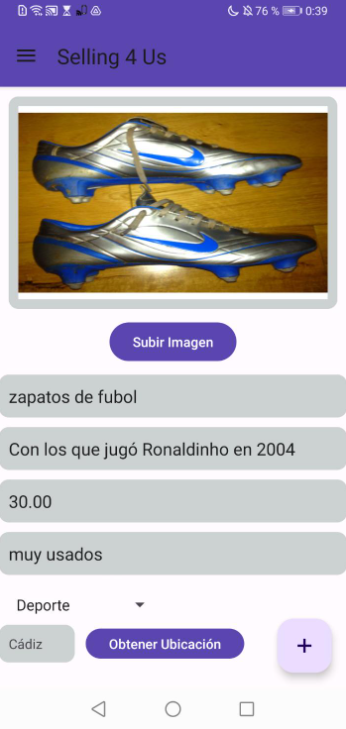 76 % 0:39
Selling 4 Us
Subir Imagen
zapatos de fubol
Con los que jugó Ronaldinho en 2004
30.00
muy usados
Deporte
Cádiz
Obtener Ubicación
+